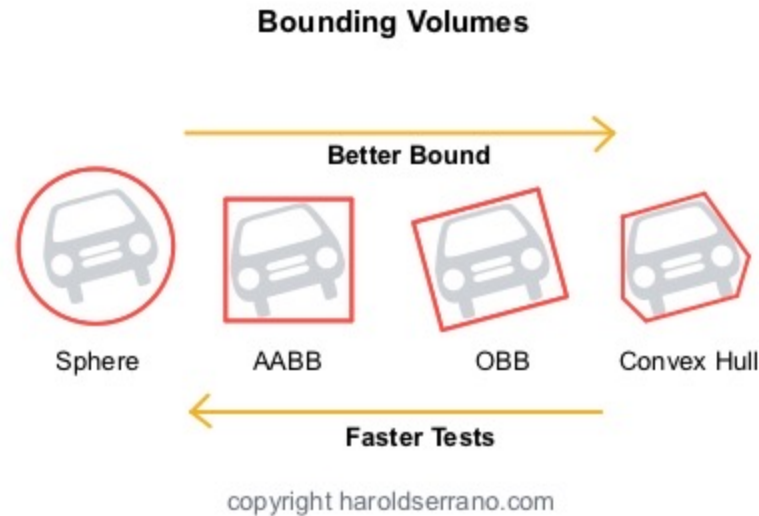 Bounding Volumes
Better Bound
Sphere
AABB
OBB
Convex Hull
Faster Tests
copyright haroldserrano.com